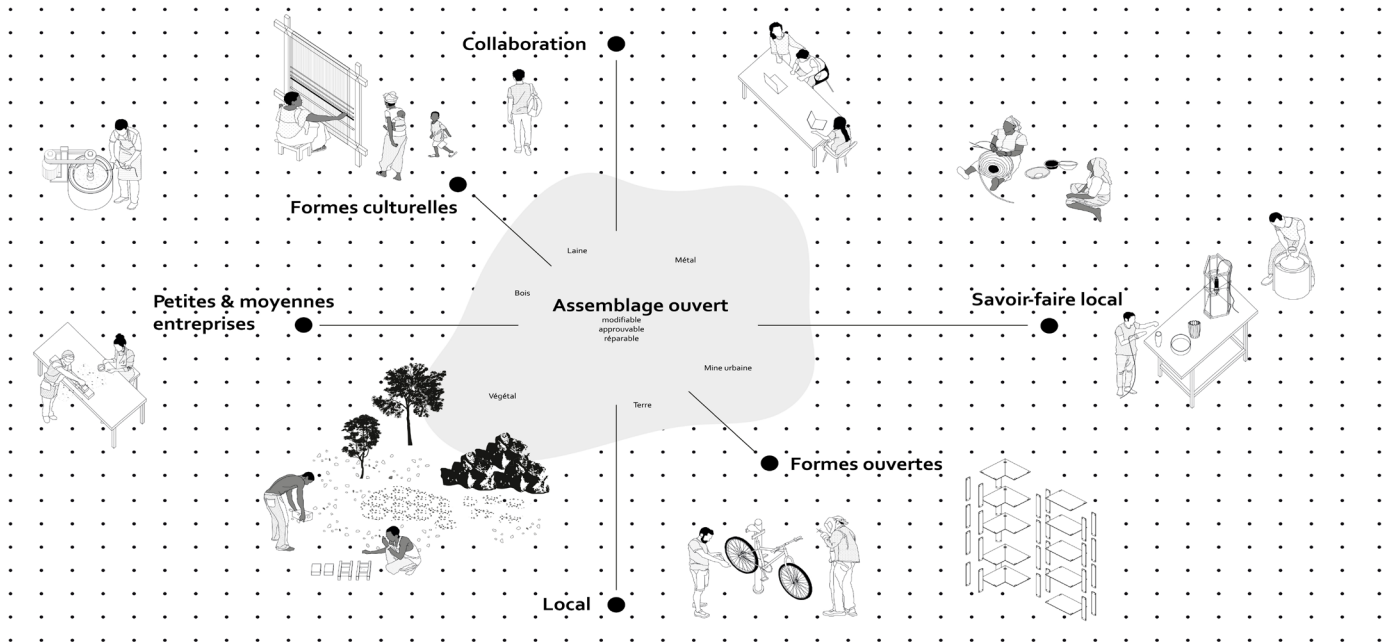 Collaboration
Formes culturelles
Laine
Métal
Bois
Petites & moyennes
entreprises
Assemblage ouvert
modifiable
approuvable
réparable
Savoir-faire local
Mine urbaine
Végétal
Terre
Formes ouvertes
Local